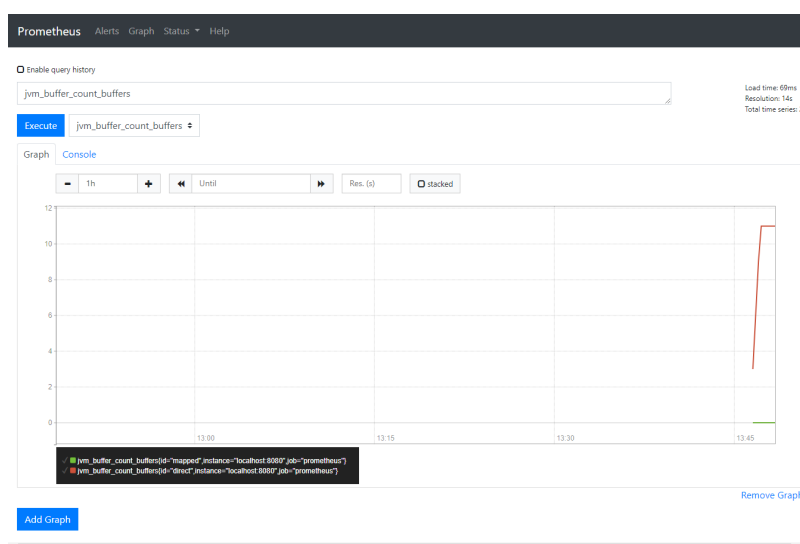 Prometheus Alerts Graph Status Help
Enable query history
jvm_buffer_count_buffers
Load time: 69ms
Resolution: 14s
Total time series:
Execute jvm_buffer_count_buffers
Graph Console
- 1h + Until Res. (s) stacked
12
10
8
6
4
2
0
13:00 13:15 13:30 13:45
✓ jvm_buffer_count_buffers{id="mapped",instance="localhost:8080",job="prometheus"}
✓ jvm_buffer_count_buffers{id="direct",instance="localhost:8080",job="prometheus"}
Remove Graph
Add Graph